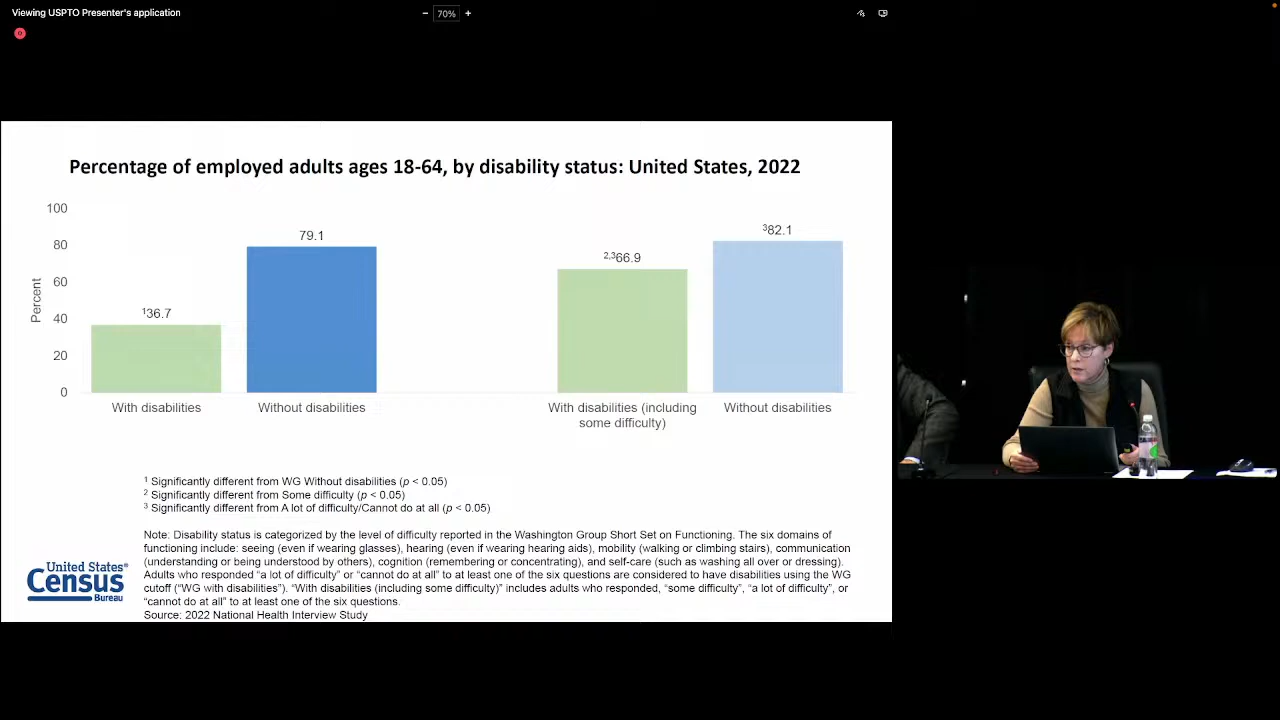 Viewing USPTO Presenter's application
− 70% +
Percentage of employed adults ages 18-64, by disability status: United States, 2022
Percent
100
80
60
40
20
0
¹36.7
79.1
²,³66.9
³82.1
With disabilities
Without disabilities
With disabilities (including
some difficulty)
Without disabilities
¹ Significantly different from WG Without disabilities (p < 0.05)
² Significantly different from Some difficulty (p < 0.05)
³ Significantly different from A lot of difficulty/Cannot do at all (p < 0.05)
Note: Disability status is categorized by the level of difficulty reported in the Washington Group Short Set on Functioning. The six domains of
functioning include: seeing (even if wearing glasses), hearing (even if wearing hearing aids), mobility (walking or climbing stairs), communication
(understanding or being understood by others), cognition (remembering or concentrating), and self-care (such as washing all over or dressing).
Adults who responded “a lot of difficulty” or “cannot do at all” to at least one of the six questions are considered to have disabilities using the WG
cutoff (“WG with disabilities”). “With disabilities (including some difficulty)” includes adults who responded, “some difficulty”, “a lot of difficulty”, or
“cannot do at all” to at least one of the six questions.
Source: 2022 National Health Interview Study
United States®
Census
Bureau